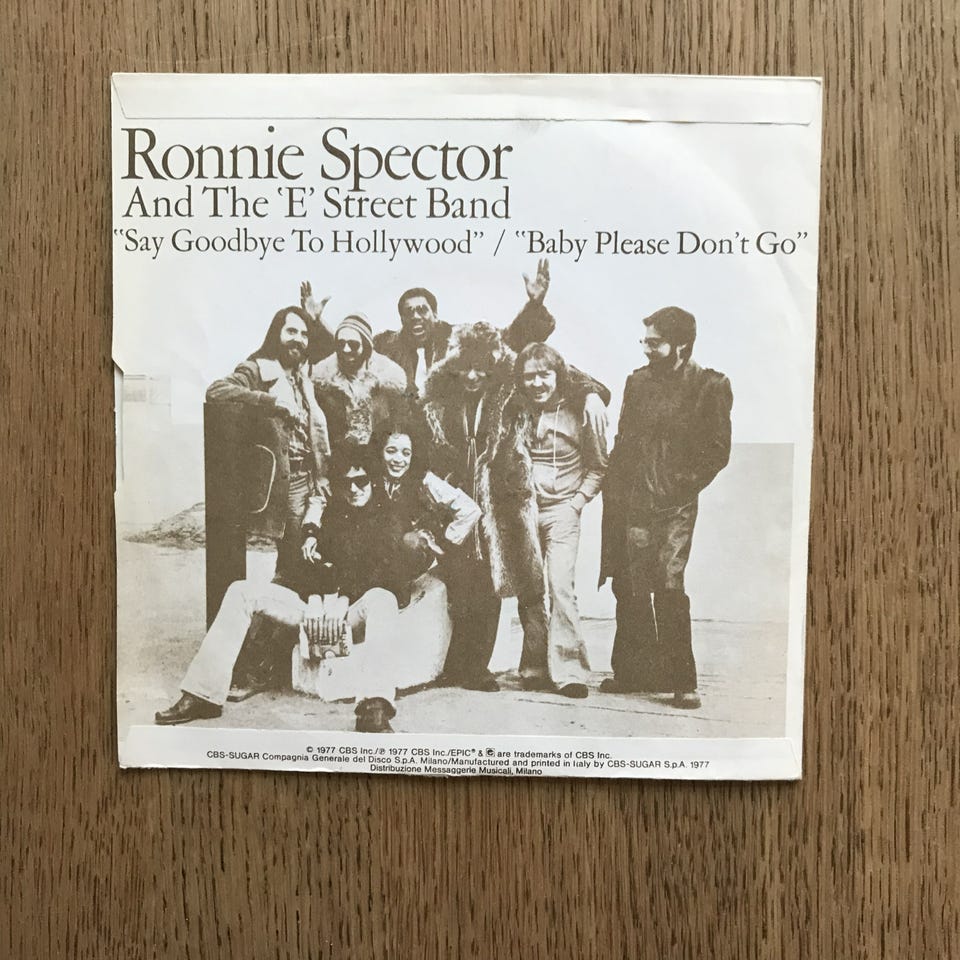 Ronnie Spector
And The 'E' Street Band
"Say Goodbye To Hollywood" / "Baby Please Don't Go"
© 1977 CBS Inc./℗ 1977 CBS Inc./EPIC® & e are trademarks of CBS Inc.
CBS-SUGAR Compagnia Generale del Disco S.p.A. Milano/Manufactured and printed in Italy by CBS-SUGAR S.p.A. 1977
Distribuzione Messaggerie Musicali, Milano